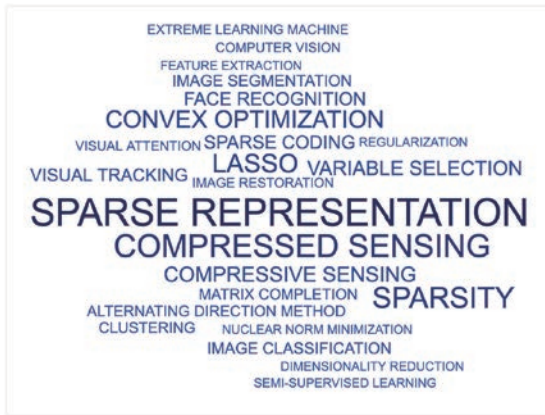 EXTREME LEARNING MACHINE
COMPUTER VISION
FEATURE EXTRACTION
IMAGE SEGMENTATION
FACE RECOGNITION
CONVEX OPTIMIZATION
VISUAL ATTENTION SPARSE CODING REGULARIZATION
VISUAL TRACKING LASSO VARIABLE SELECTION
IMAGE RESTORATION
SPARSE REPRESENTATION
COMPRESSED SENSING
COMPRESSIVE SENSING
MATRIX COMPLETION SPARSITY
ALTERNATING DIRECTION METHOD
CLUSTERING NUCLEAR NORM MINIMIZATION
IMAGE CLASSIFICATION
DIMENSIONALITY REDUCTION
SEMI-SUPERVISED LEARNING